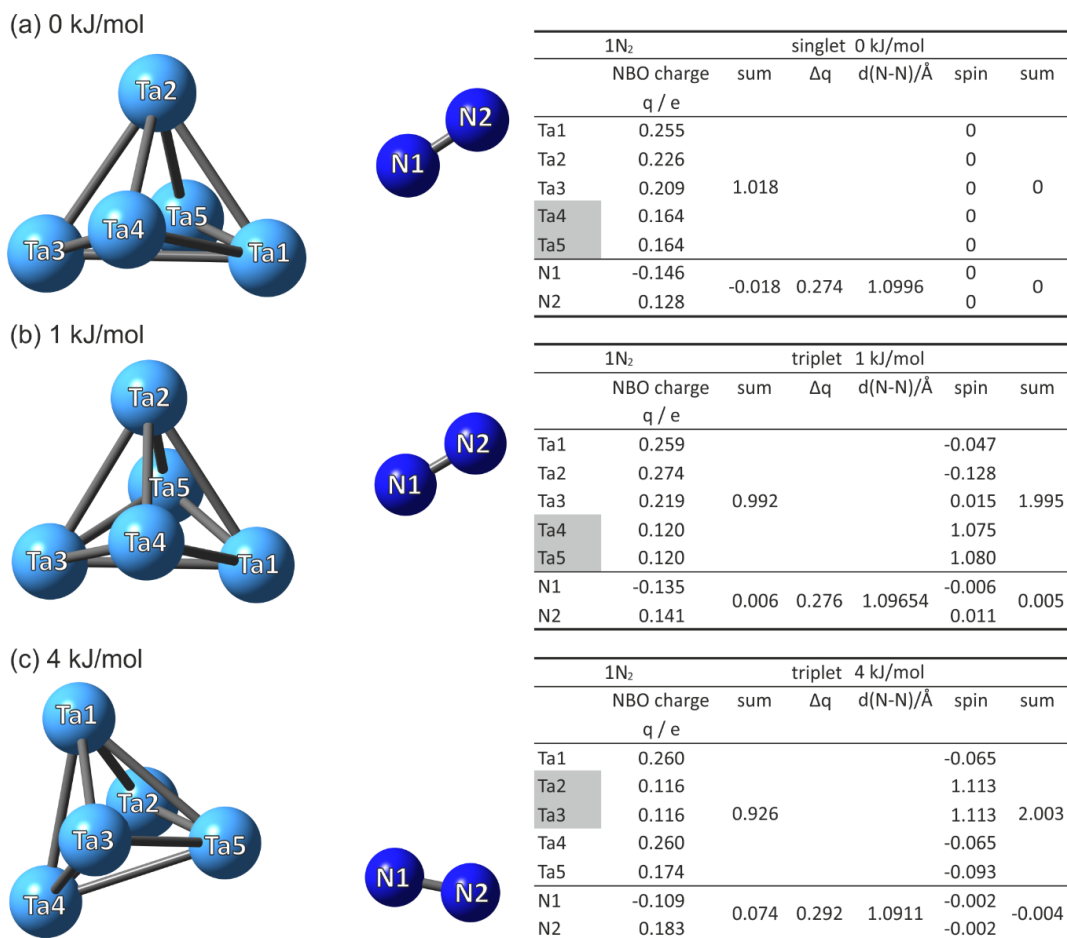 (a) 0 kJ/mol
Ta2
Ta4
Ta5
Ta3
Ta1
N2
N1
1N₂ singlet 0 kJ/mol
NBO charge sum Δq d(N-N)/Å spin sum
q / e
Ta1 0.255 0
Ta2 0.226 0
Ta3 0.209 1.018 0 0
Ta4 0.164 0
Ta5 0.164 0
N1 -0.146 0
-0.018 0.274 1.0996 0
N2 0.128 0
(b) 1 kJ/mol
Ta2
Ta5
Ta4
Ta3
Ta1
N2
N1
1N₂ triplet 1 kJ/mol
NBO charge sum Δq d(N-N)/Å spin sum
q / e
Ta1 0.259 -0.047
Ta2 0.274 -0.128
Ta3 0.219 0.992 0.015 1.995
Ta4 0.120 1.075
Ta5 0.120 1.080
N1 -0.135 -0.006
0.006 0.276 1.09654 0.005
N2 0.141 0.011
(c) 4 kJ/mol
Ta1
Ta2
Ta3
Ta5
Ta4
N1
N2
1N₂ triplet 4 kJ/mol
NBO charge sum Δq d(N-N)/Å spin sum
q / e
Ta1 0.260 -0.065
Ta2 0.116 1.113
Ta3 0.116 0.926 1.113 2.003
Ta4 0.260 -0.065
Ta5 0.174 -0.093
N1 -0.109 -0.002
0.074 0.292 1.0911 -0.004
N2 0.183 -0.002